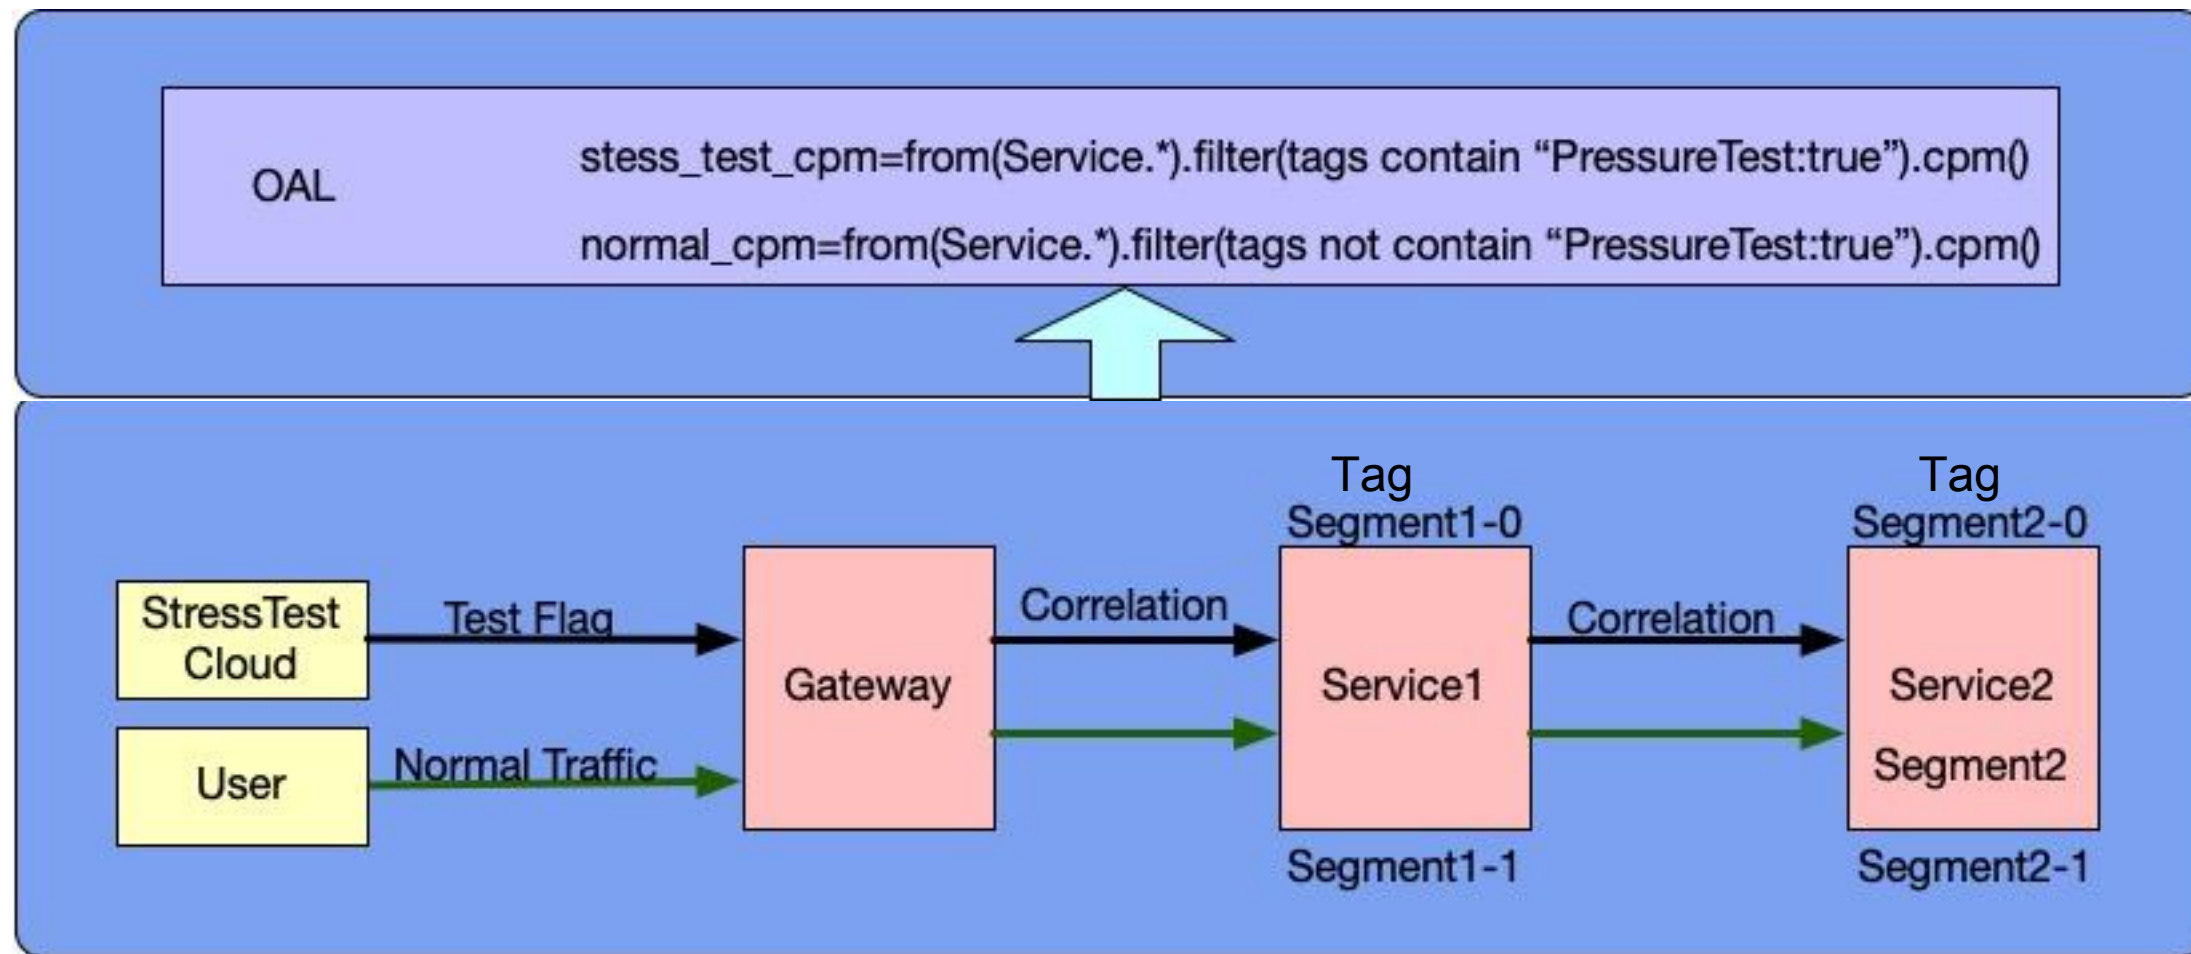 OAL
stess_test_cpm=from(Service.*).filter(tags contain “PressureTest:true”).cpm()
normal_cpm=from(Service.*).filter(tags not contain “PressureTest:true”).cpm()
Tag
Segment1-0
Tag
Segment2-0
StressTest
Cloud
Test Flag
Gateway
Correlation
Service1
Correlation
Service2
Segment2
User
Normal Traffic
Segment1-1
Segment2-1